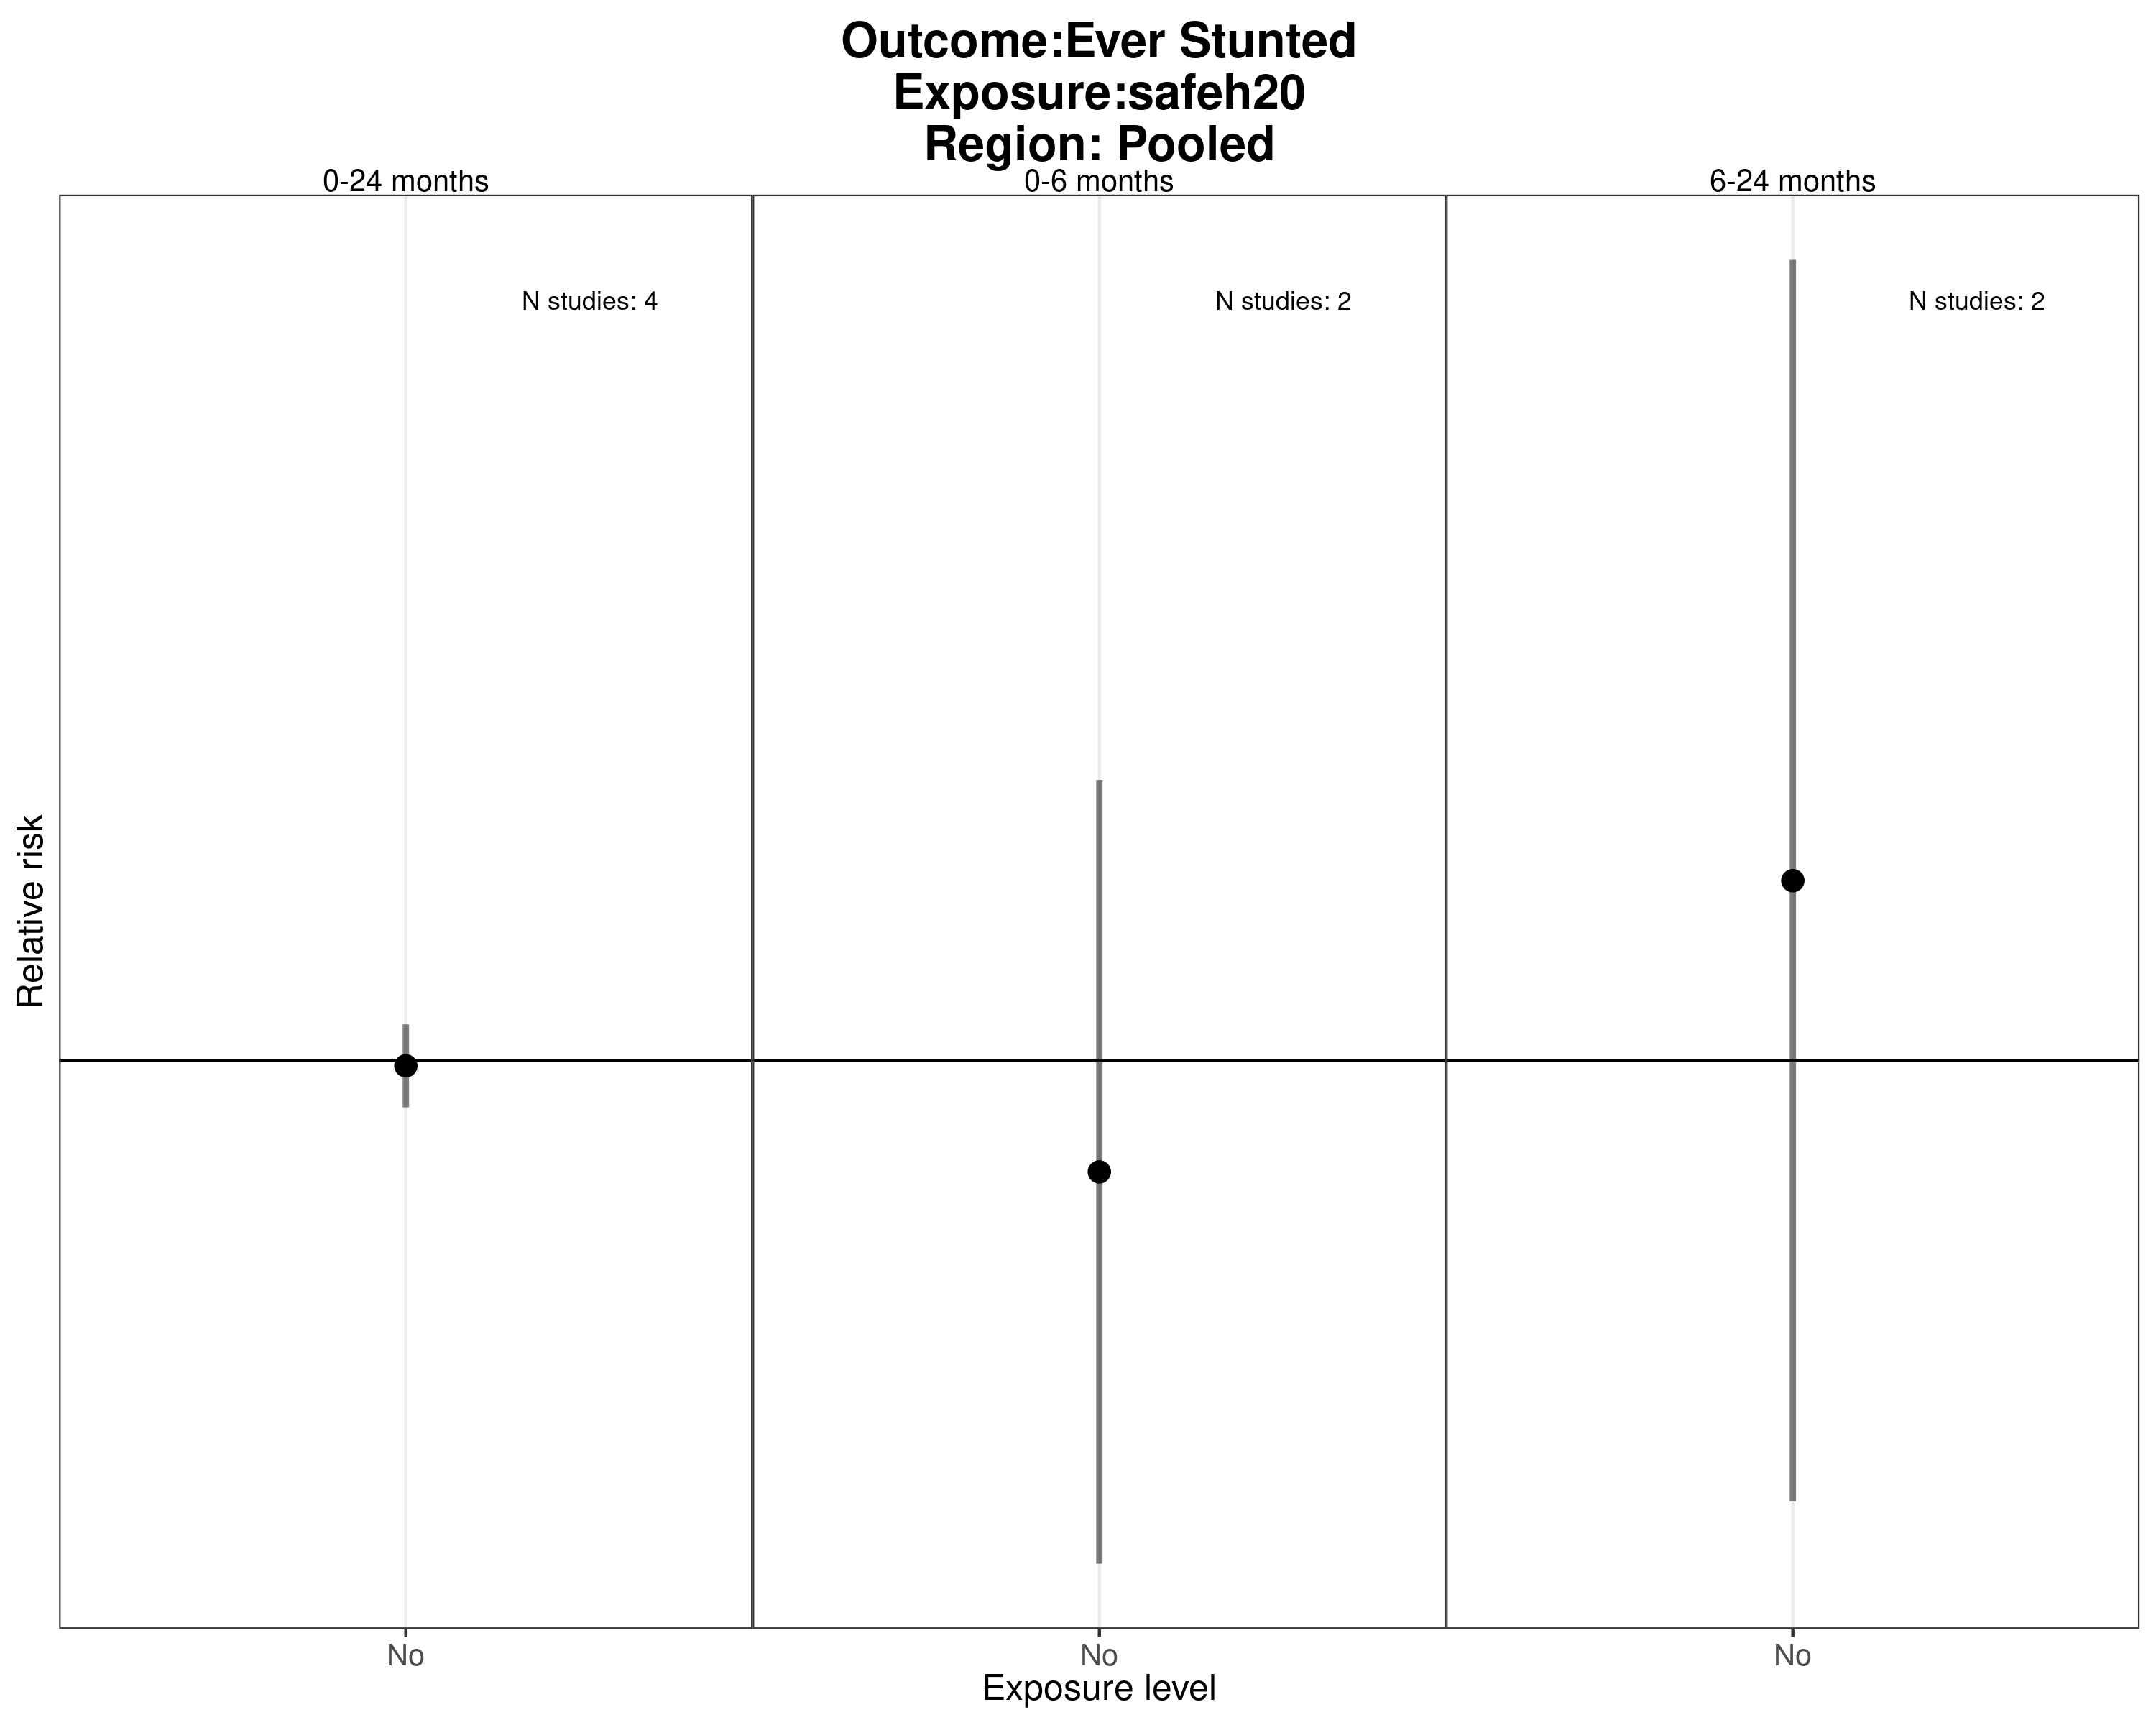 Outcome:Ever Stunted
Exposure:safeh20
Region: Pooled
0-24 months
0-6 months
6-24 months
N studies: 4
N studies: 2
N studies: 2
Relative risk
No
No
No
Exposure level